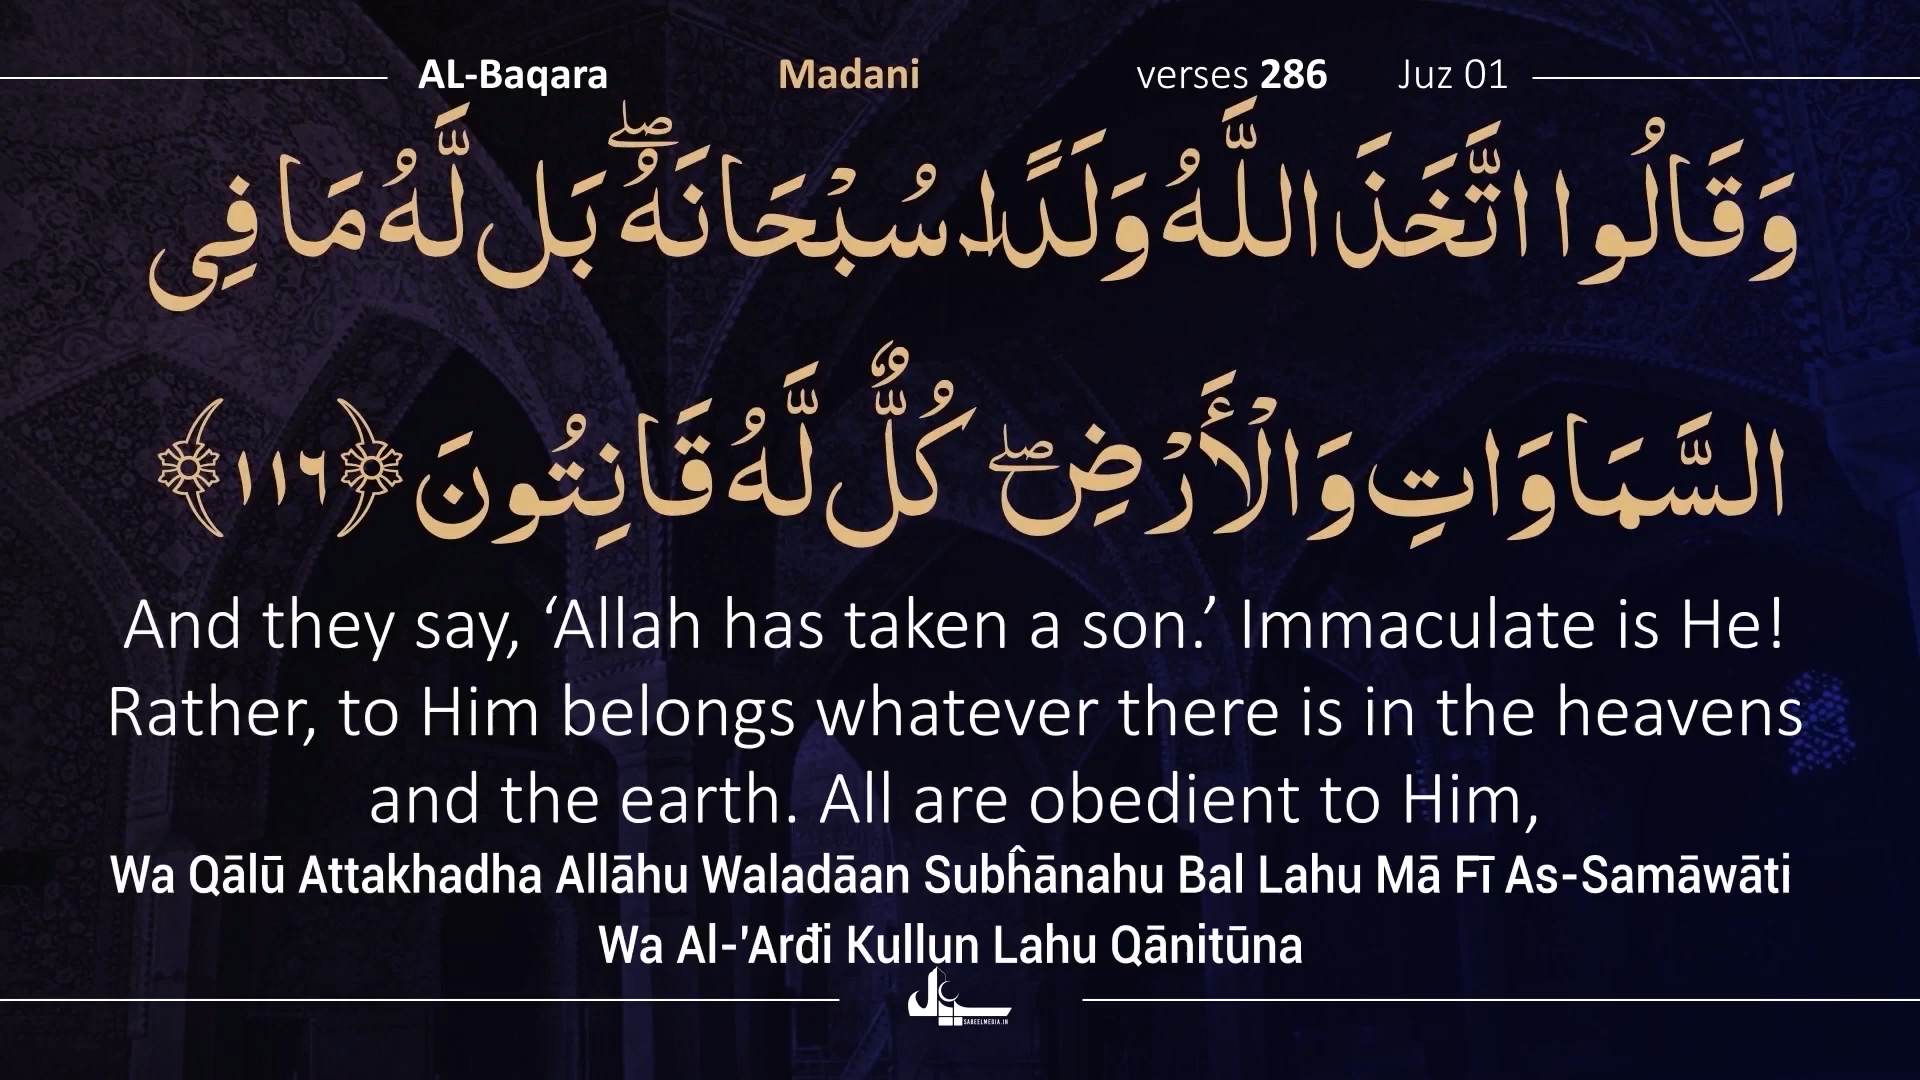 AL-Baqara Madani verses 286 Juz 01
وَقَالُوا اتَّخَذَ اللَّهُ وَلَدًا ۗ سُبْحَانَهُ ۖ بَل لَّهُ مَا فِي
السَّمَاوَاتِ وَالْأَرْضِ ۖ كُلٌّ لَّهُ قَانِتُونَ ﴿١١٦﴾
And they say, ‘Allah has taken a son.’ Immaculate is He!
Rather, to Him belongs whatever there is in the heavens
and the earth. All are obedient to Him,
Wa Qālū Attakhadha Allāhu Waladāan Subĥānahu Bal Lahu Mā Fī As-Samāwāti
Wa Al-'Arđi Kullun Lahu Qānitūna
SABEELMEDIA.IN